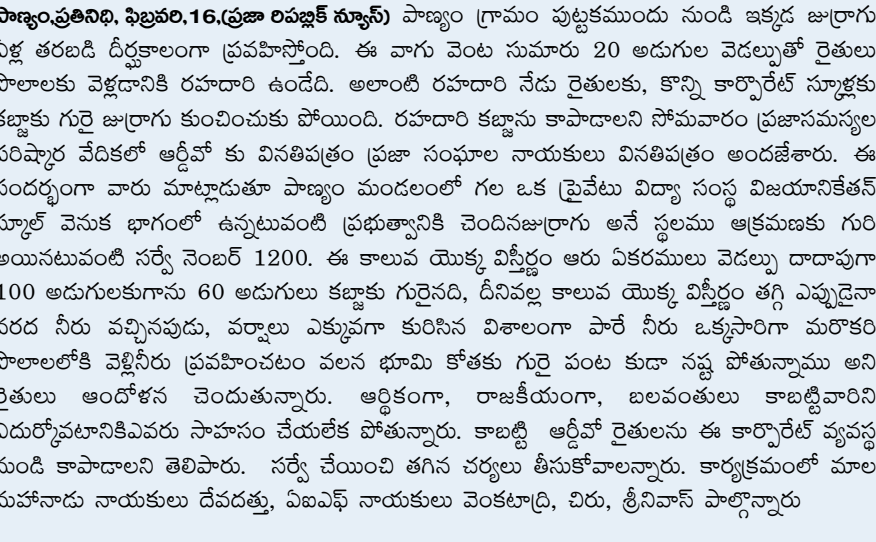 పాణ్యం,ప్రతినిధి, ఫిబ్రవరి,16,(ప్రజా రిపబ్లిక్ న్యూస్) పాణ్యం గ్రామం పుట్టకముందు నుండి ఇక్కడ జుర్రాగు
నీళ్ల తరబడి దీర్ఘకాలంగా ప్రవహిస్తోంది. ఈ వాగు వెంట సుమారు 20 అడుగుల వెడల్పుతో రైతులు
పొలాలకు వెళ్లడానికి రహదారి ఉండేది. అలాంటి రహదారి నేడు రైతులకు, కొన్ని కార్పొరేట్ స్కూళ్లకు
కబ్జాకు గురై జుర్రాగు కుంచించుకు పోయింది. రహదారి కబ్జాను కాపాడాలని సోమవారం ప్రజాసమస్యల
పరిష్కార వేదికలో ఆర్డీవో కు వినతిపత్రం ప్రజా సంఘాల నాయకులు వినతిపత్రం అందజేశారు. ఈ
సందర్భంగా వారు మాట్లాడుతూ పాణ్యం మండలంలో గల ఒక ప్రైవేటు విద్యా సంస్థ విజయానికేతన్
స్కూల్ వెనుక భాగంలో ఉన్నటువంటి ప్రభుత్వానికి చెందినజుర్రాగు అనే స్థలము ఆక్రమణకు గురి
అయినటువంటి సర్వే నెంబర్ 1200. ఈ కాలువ యొక్క విస్తీర్ణం ఆరు ఏకరములు వెడల్పు దాదాపుగా
100 అడుగులకుగాను 60 అడుగులు కబ్జాకు గురైనది, దీనివల్ల కాలువ యొక్క విస్తీర్ణం తగ్గి ఎప్పుడైనా
వరద నీరు వచ్చినపుడు, వర్షాలు ఎక్కువగా కురిసిన విశాలంగా పారే నీరు ఒక్కసారిగా మరొకరి
పొలాలలోకి వెళ్లినీరు ప్రవహించటం వలన భూమి కోతకు గురై పంట కుడా నష్ట పోతున్నాము అని
రైతులు ఆందోళన చెందుతున్నారు. ఆర్థికంగా, రాజకీయంగా, బలవంతులు కాబట్టివారిని
ఎదుర్కోవటానికిఎవరు సాహసం చేయలేక పోతున్నారు. కాబట్టి ఆర్డీవో రైతులను ఈ కార్పొరేట్ వ్యవస్థ
నుండి కాపాడాలని తెలిపారు. సర్వే చేయించి తగిన చర్యలు తీసుకోవాలన్నారు. కార్యక్రమంలో మాల
మహానాడు నాయకులు దేవదత్తు, ఏఐఎఫ్ నాయకులు వెంకటాద్రి, చిరు, శ్రీనివాస్ పాల్గొన్నారు